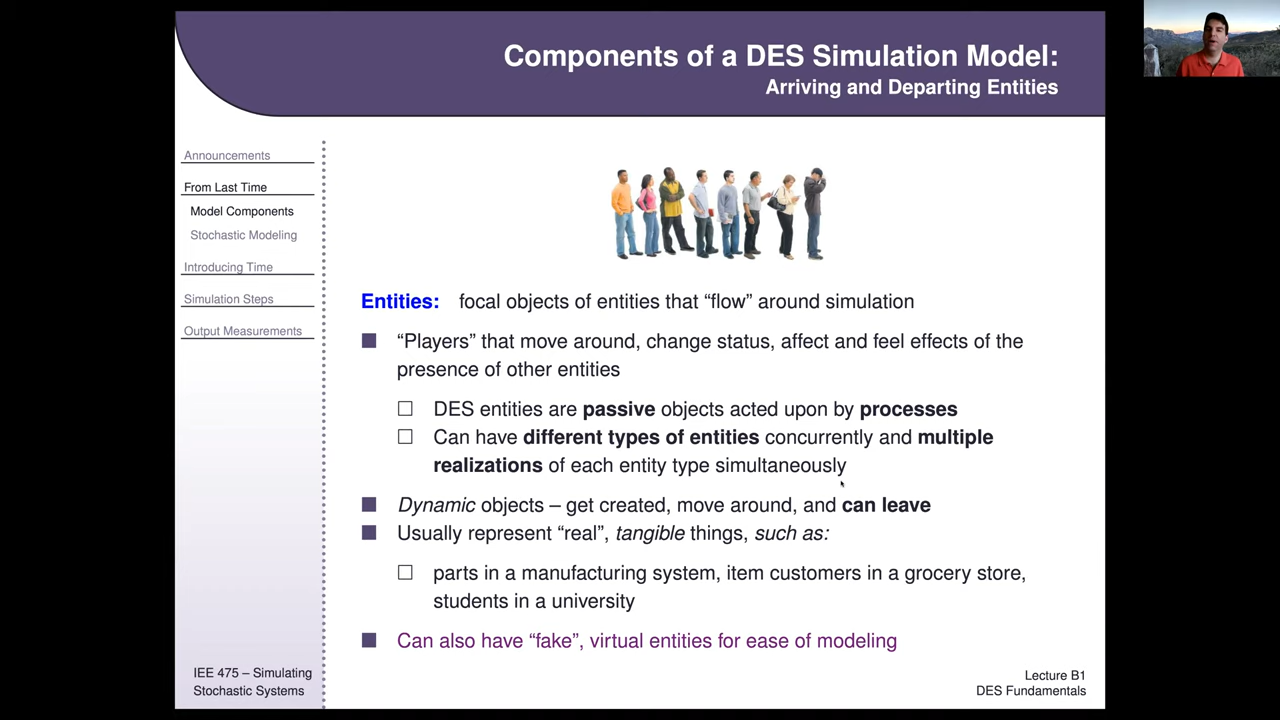 Components of a DES Simulation Model:
Arriving and Departing Entities
Announcements
From Last Time
Model Components
Stochastic Modeling
Introducing Time
Simulation Steps
Output Measurements
Entities: focal objects of entities that “flow” around simulation
“Players” that move around, change status, affect and feel effects of the
presence of other entities
DES entities are passive objects acted upon by processes
Can have different types of entities concurrently and multiple
realizations of each entity type simultaneously
Dynamic objects – get created, move around, and can leave
Usually represent “real”, tangible things, such as:
parts in a manufacturing system, item customers in a grocery store,
students in a university
Can also have “fake”, virtual entities for ease of modeling
IEE 475 – Simulating
Stochastic Systems
Lecture B1
DES Fundamentals